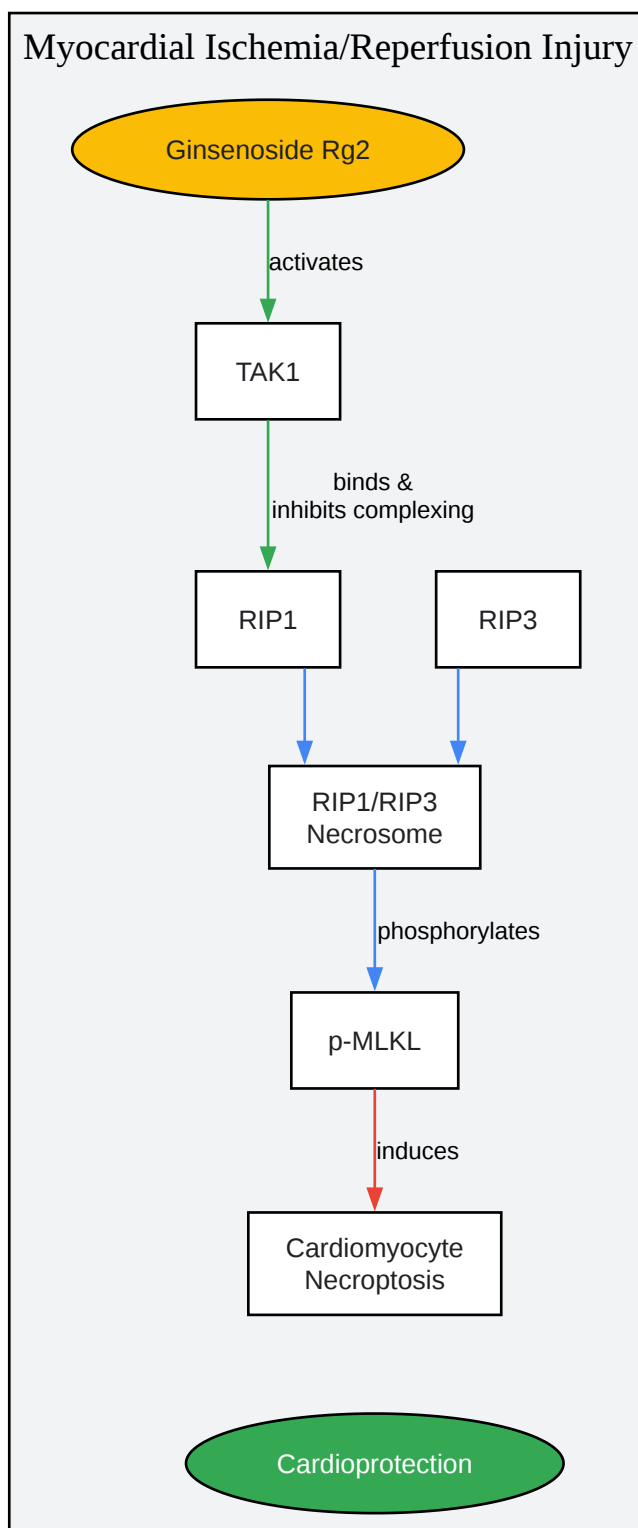 Myocardial Ischemia/Reperfusion Injury
Ginsenoside Rg2
activates
TAK1
binds &
inhibits complexing
RIP1
RIP3
RIP1/RIP3
Necrosome
phosphorylates
p-MLKL
induces
Cardiomyocyte
Necroptosis
Cardioprotection